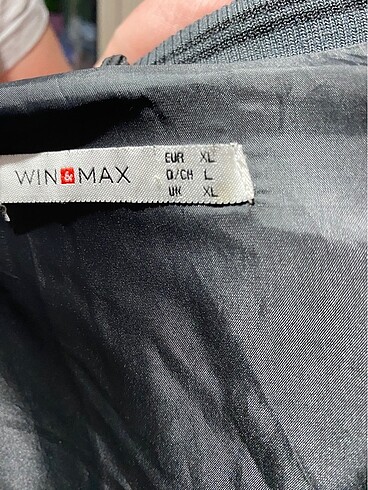 WIN&MAX
EUR XL
D/CH L
UK XL